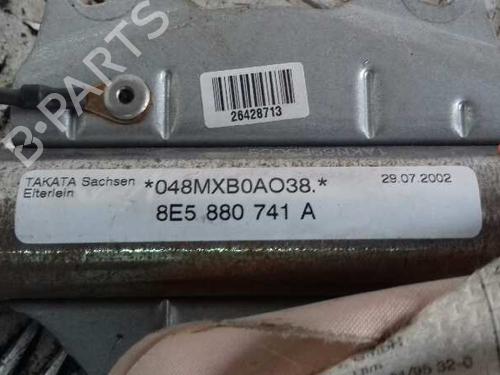 B-PARTS
26428713
TAKATA Sachsen
Elterlein
*048MXB0AO38.*
29.07.2002
8E5 880 741 A